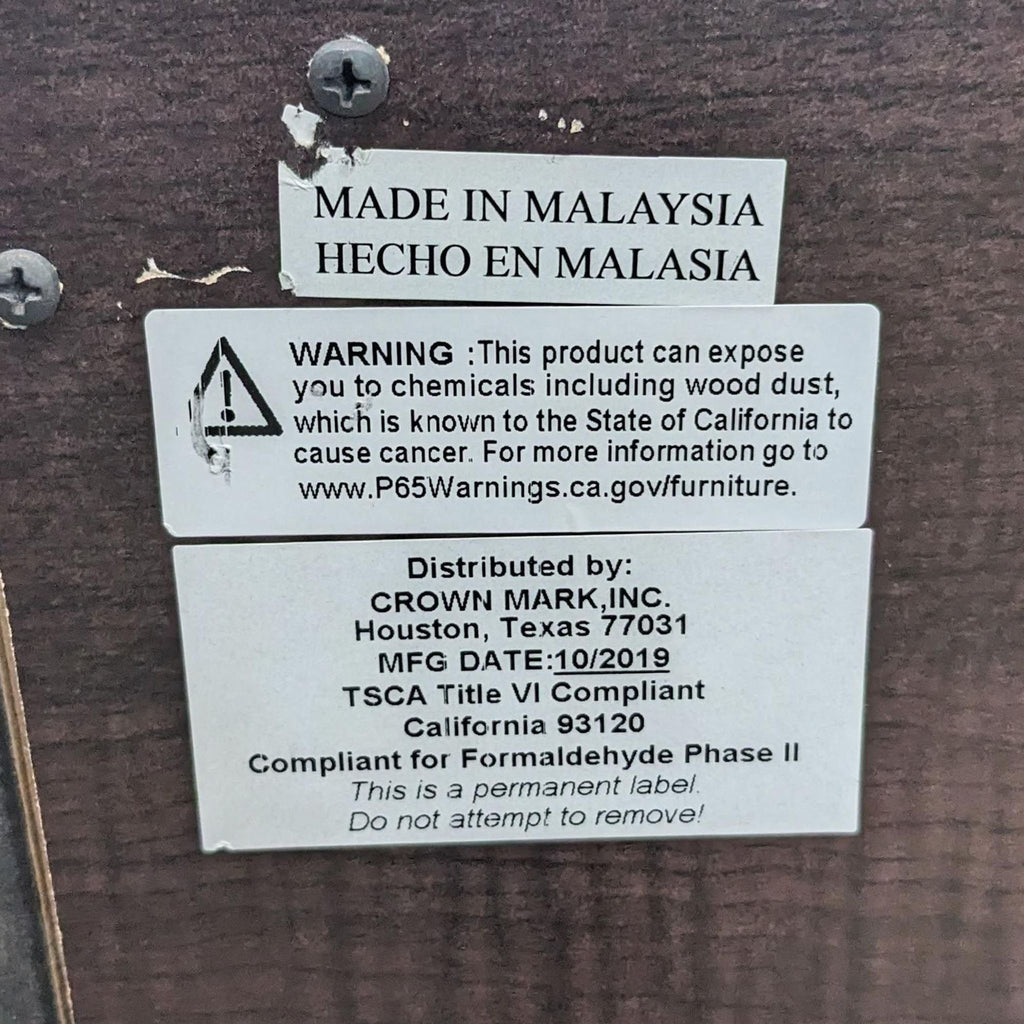 MADE IN MALAYSIA
HECHO EN MALASIA
WARNING :This product can expose
you to chemicals including wood dust,
which is known to the State of California to
cause cancer. For more information go to
www.P65Warnings.ca.gov/furniture.
Distributed by:
CROWN MARK,INC.
Houston, Texas 77031
MFG DATE:10/2019
TSCA Title VI Compliant
California 93120
Compliant for Formaldehyde Phase II
This is a permanent label.
Do not attempt to remove!